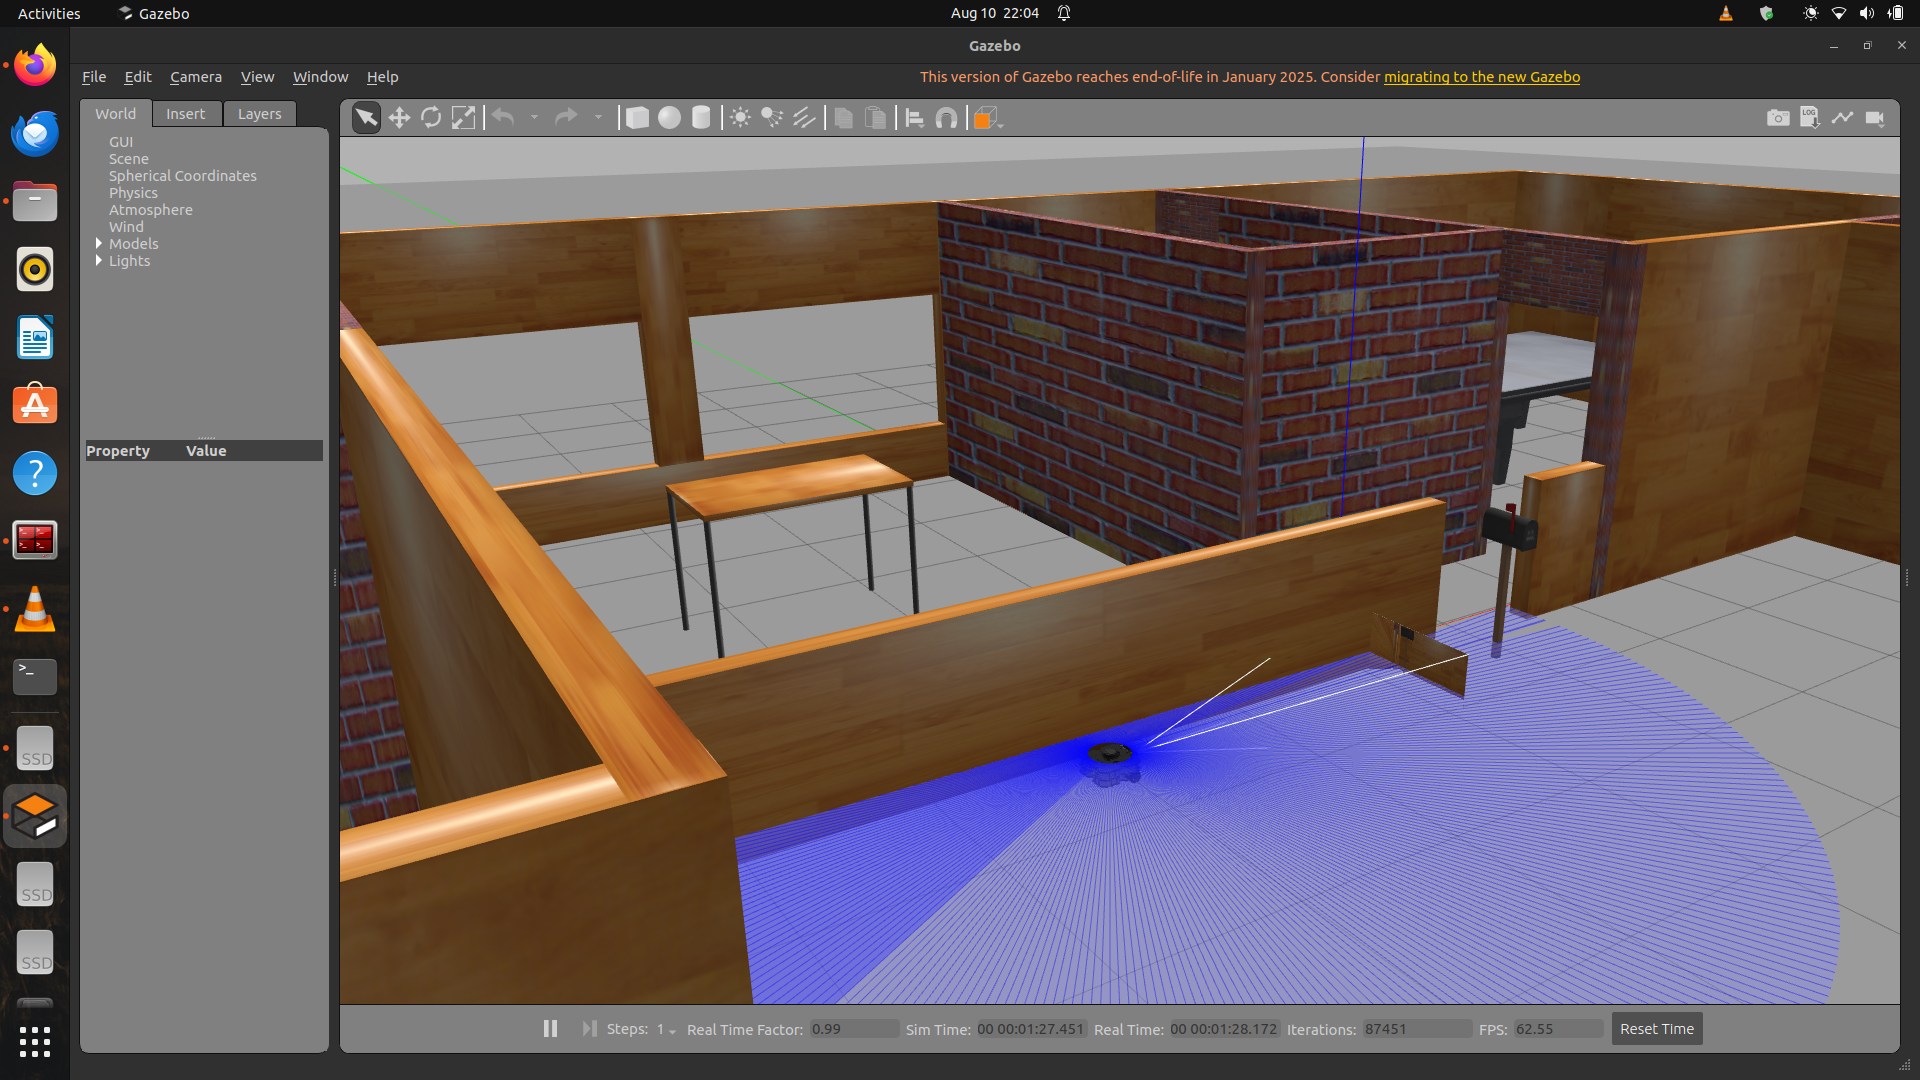 Activities
Gazebo
Aug 10 22:04
Gazebo
File Edit Camera View Window Help
This version of Gazebo reaches end-of-life in January 2025. Consider migrating to the new Gazebo
World Insert Layers
LOG
GUI
Scene
Spherical Coordinates
Physics
Atmosphere
Wind
Models
Lights
Property Value
SSD
SSD
SSD
Steps: 1 Real Time Factor: 0.99 Sim Time: 00 00:01:27.451 Real Time: 00 00:01:28.172 Iterations: 87451 FPS: 62.55 Reset Time